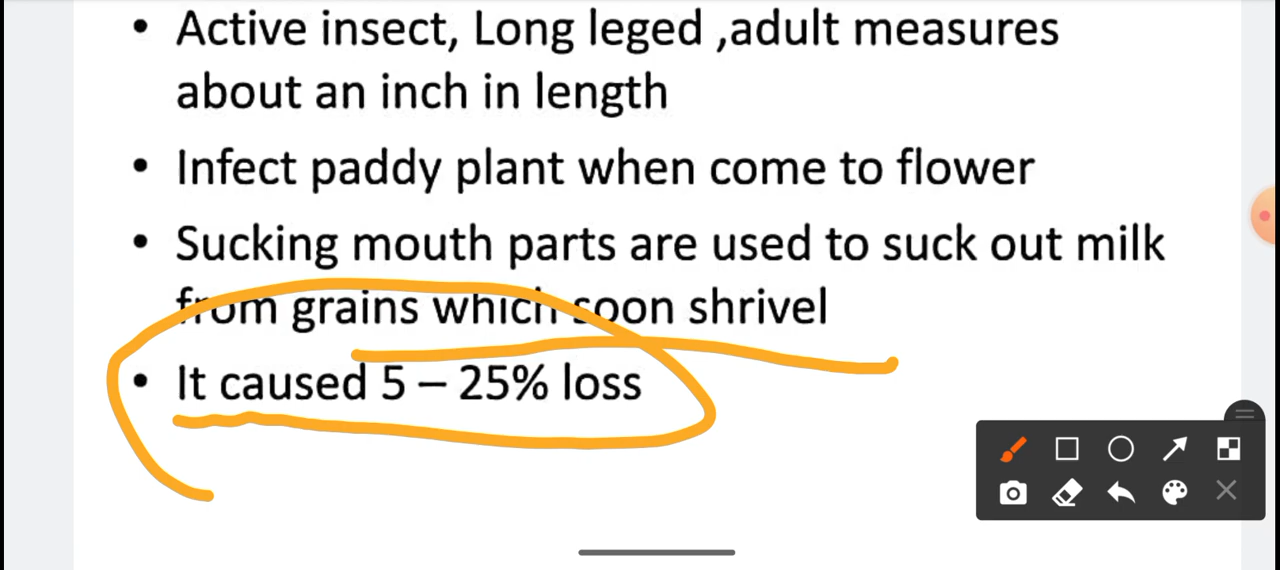 • Active insect, Long leged ,adult measures
about an inch in length
• Infect paddy plant when come to flower
• Sucking mouth parts are used to suck out milk
from grains which soon shrivel
• It caused 5 – 25% loss